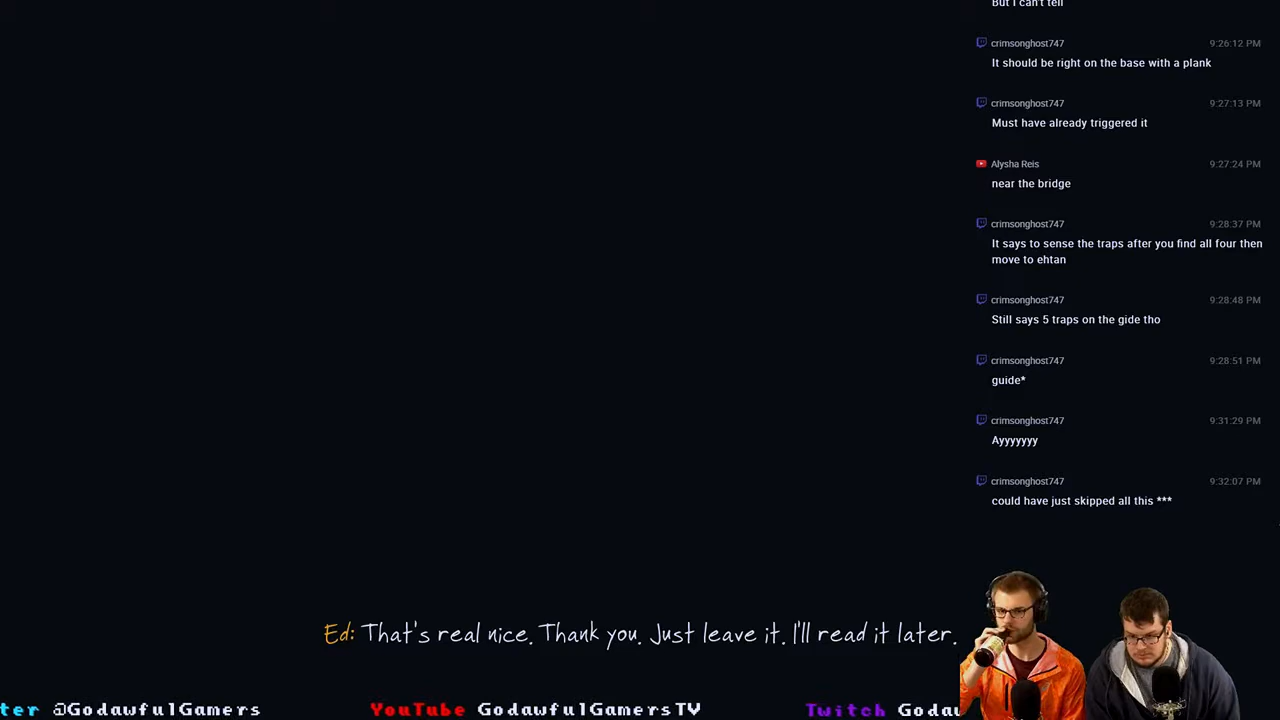 But I can't tell
crimsonghost747 9:26:12 PM
It should be right on the base with a plank
crimsonghost747 9:27:13 PM
Must have already triggered it
Alysha Reis 9:27:24 PM
near the bridge
crimsonghost747 9:28:37 PM
It says to sense the traps after you find all four then
move to ehtan
crimsonghost747 9:28:48 PM
Still says 5 traps on the gide tho
crimsonghost747 9:28:51 PM
guide*
crimsonghost747 9:31:29 PM
Ayyyyyyy
crimsonghost747 9:32:07 PM
could have just skipped all this ***
Ed: That's real nice. Thank you. Just leave it. I'll read it later.
ter @GodawfulGamers YouTube GodawfulGamersTV Twitch Godaw